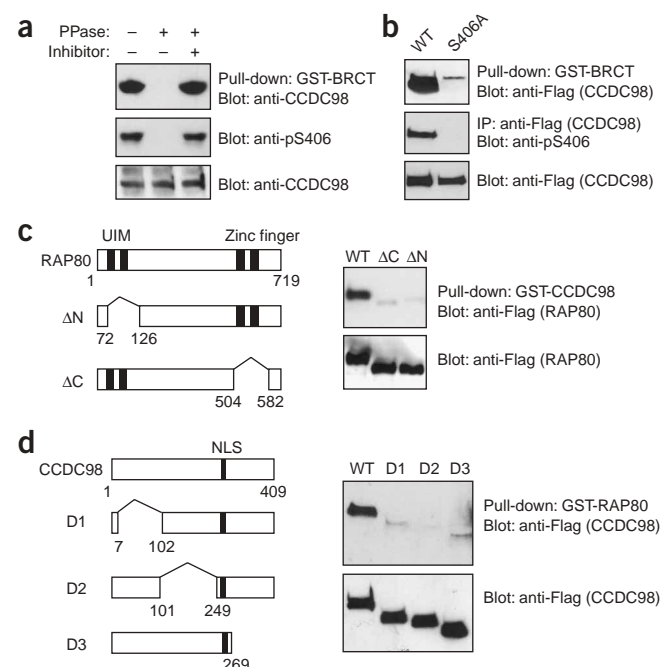 a
PPase: – + +
Inhibitor: – – +
Pull-down: GST-BRCT
Blot: anti-CCDC98
Blot: anti-pS406
Blot: anti-CCDC98
b
WT S406A
Pull-down: GST-BRCT
Blot: anti-Flag (CCDC98)
IP: anti-Flag (CCDC98)
Blot: anti-pS406
Blot: anti-Flag (CCDC98)
c
UIM Zinc finger
RAP80
1 719
ΔN
72 126
ΔC
504 582
WT ΔC ΔN
Pull-down: GST-CCDC98
Blot: anti-Flag (RAP80)
Blot: anti-Flag (RAP80)
d
NLS
CCDC98
1 409
D1
7 102
D2
101 249
D3
269
WT D1 D2 D3
Pull-down: GST-RAP80
Blot: anti-Flag (CCDC98)
Blot: anti-Flag (CCDC98)